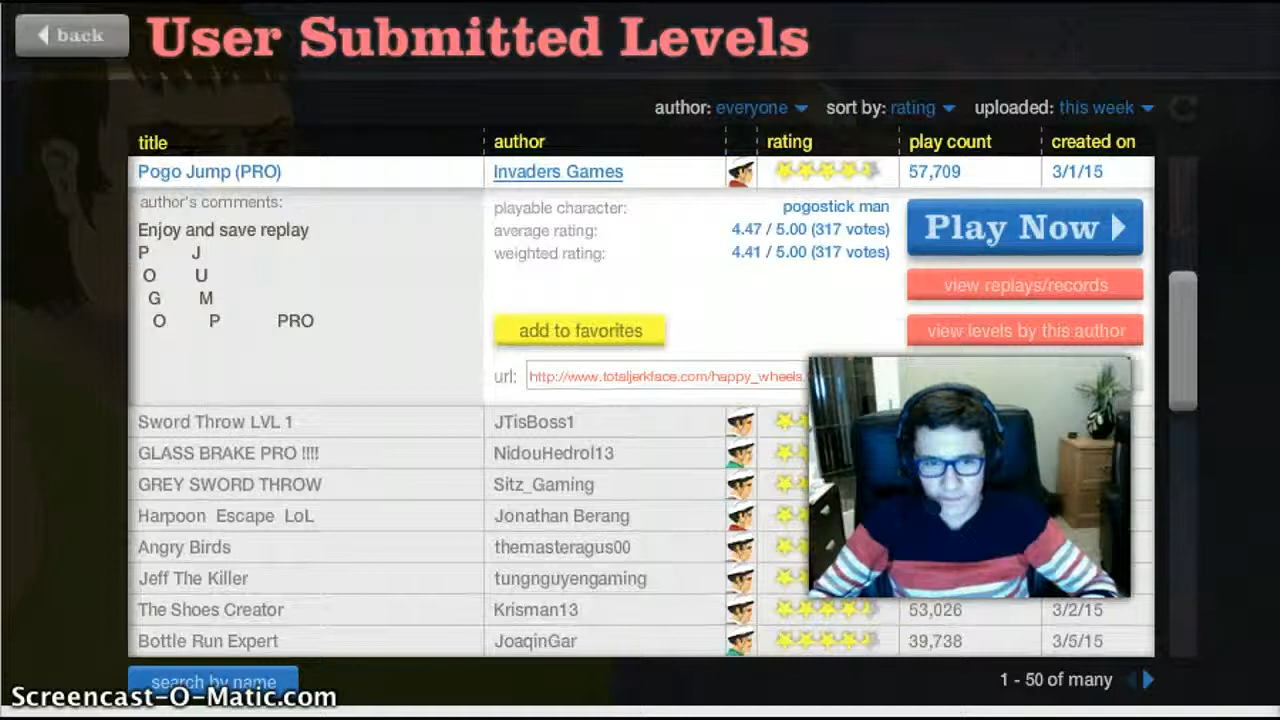 back
User Submitted Levels
author: everyone sort by: rating uploaded: this week
title author rating play count created on
Pogo Jump (PRO) Invaders Games 57,709 3/1/15
author's comments:
Enjoy and save replay
P J
O U
G M
O P PRO
playable character: pogostick man
average rating: 4.47 / 5.00 (317 votes)
weighted rating: 4.41 / 5.00 (317 votes)
add to favorites
url: http://www.totaljerkface.com/happy_wheels.
Play Now
view replays/records
view levels by this author
Sword Throw LVL 1 JTisBoss1
GLASS BRAKE PRO !!!! NidouHedrol13
GREY SWORD THROW Sitz_Gaming
Harpoon Escape LoL Jonathan Berang
Angry Birds themasteragus00
Jeff The Killer tungnguyengaming
The Shoes Creator Krisman13 53,026 3/2/15
Bottle Run Expert JoaqinGar 39,738 3/5/15
search by name
1 - 50 of many
Screencast-O-Matic.com